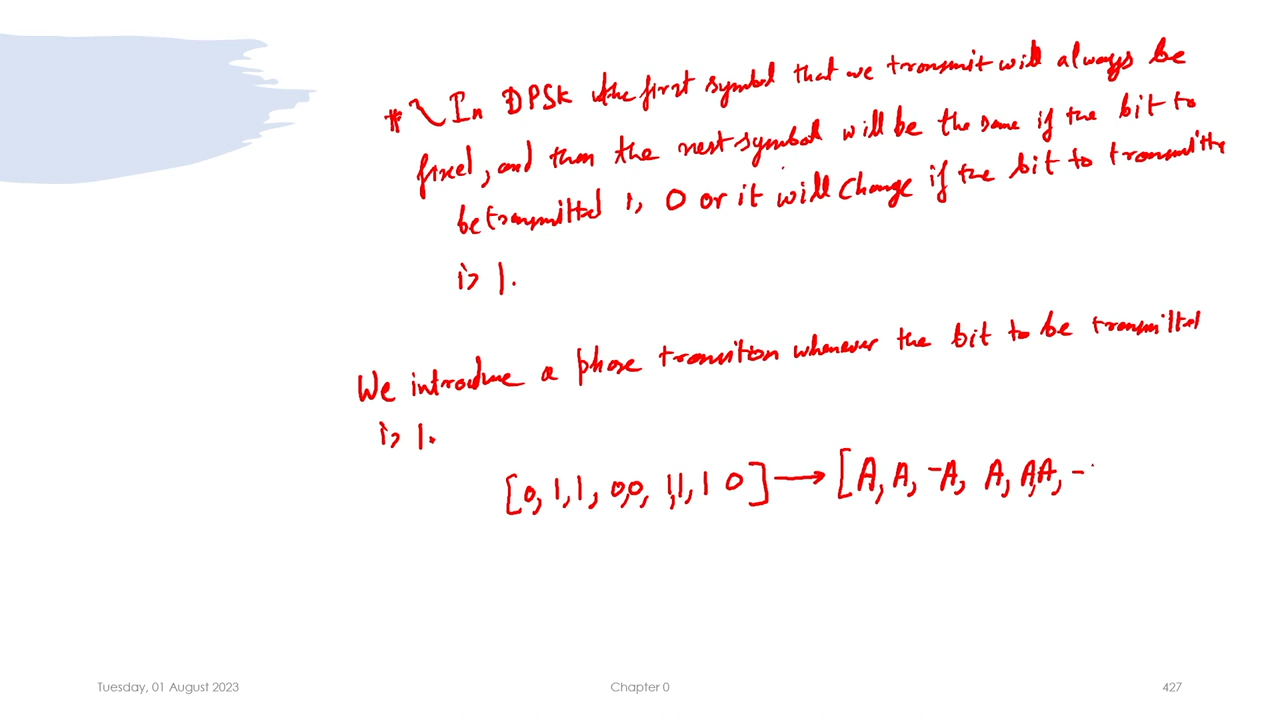 # \ In DPSK the first symbol that we transmit will always be
fixed, and then the next symbol will be the same if the bit to
be transmitted is 0 or it will change if the bit to transmitthe
is 1.
We introduce a phase transition whenever the bit to be transmitted
is 1.
[0, 1, 1, 0,0, 1,1, 1 0] → [A, A, -A, A, A,A, -
Tuesday, 01 August 2023
Chapter 0
427